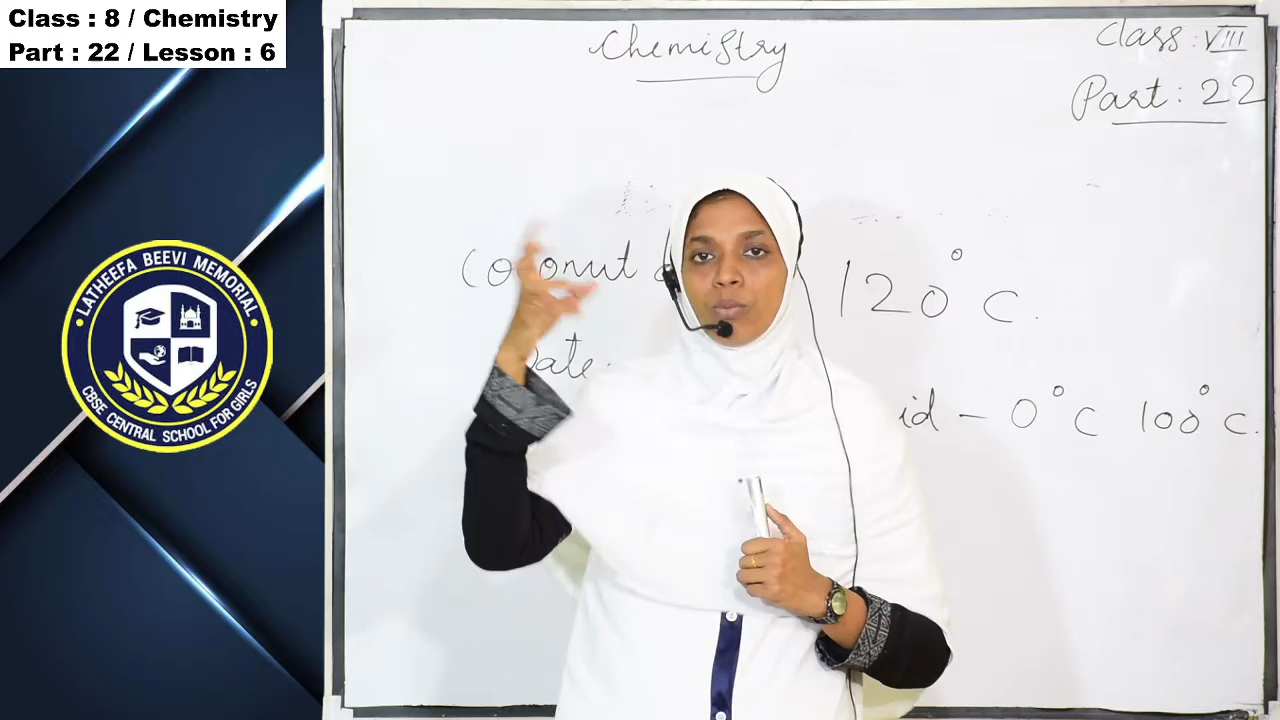 Class : 8 / Chemistry
Part : 22 / Lesson : 6
Chemistry
Class : VIII
Part : 22
Coconut
120° C.
id – 0° C 100° C.
LATHEEFA BEEVI MEMORIAL
CBSE CENTRAL SCHOOL FOR GIRLS